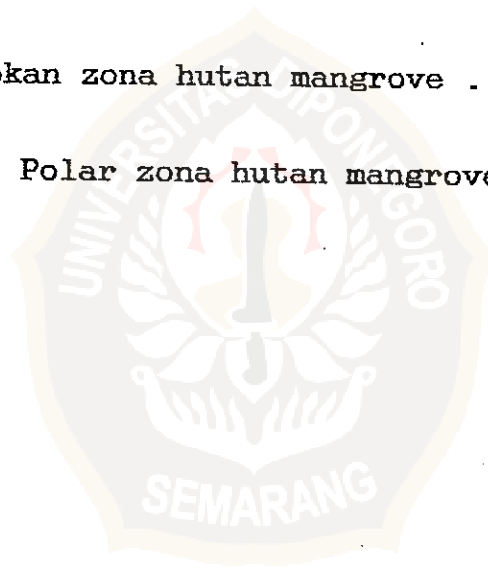 kan zona hutan mangrove .
Polar zona hutan mangrove
UNIVERSITAS DIPONEGORO
SEMARANG